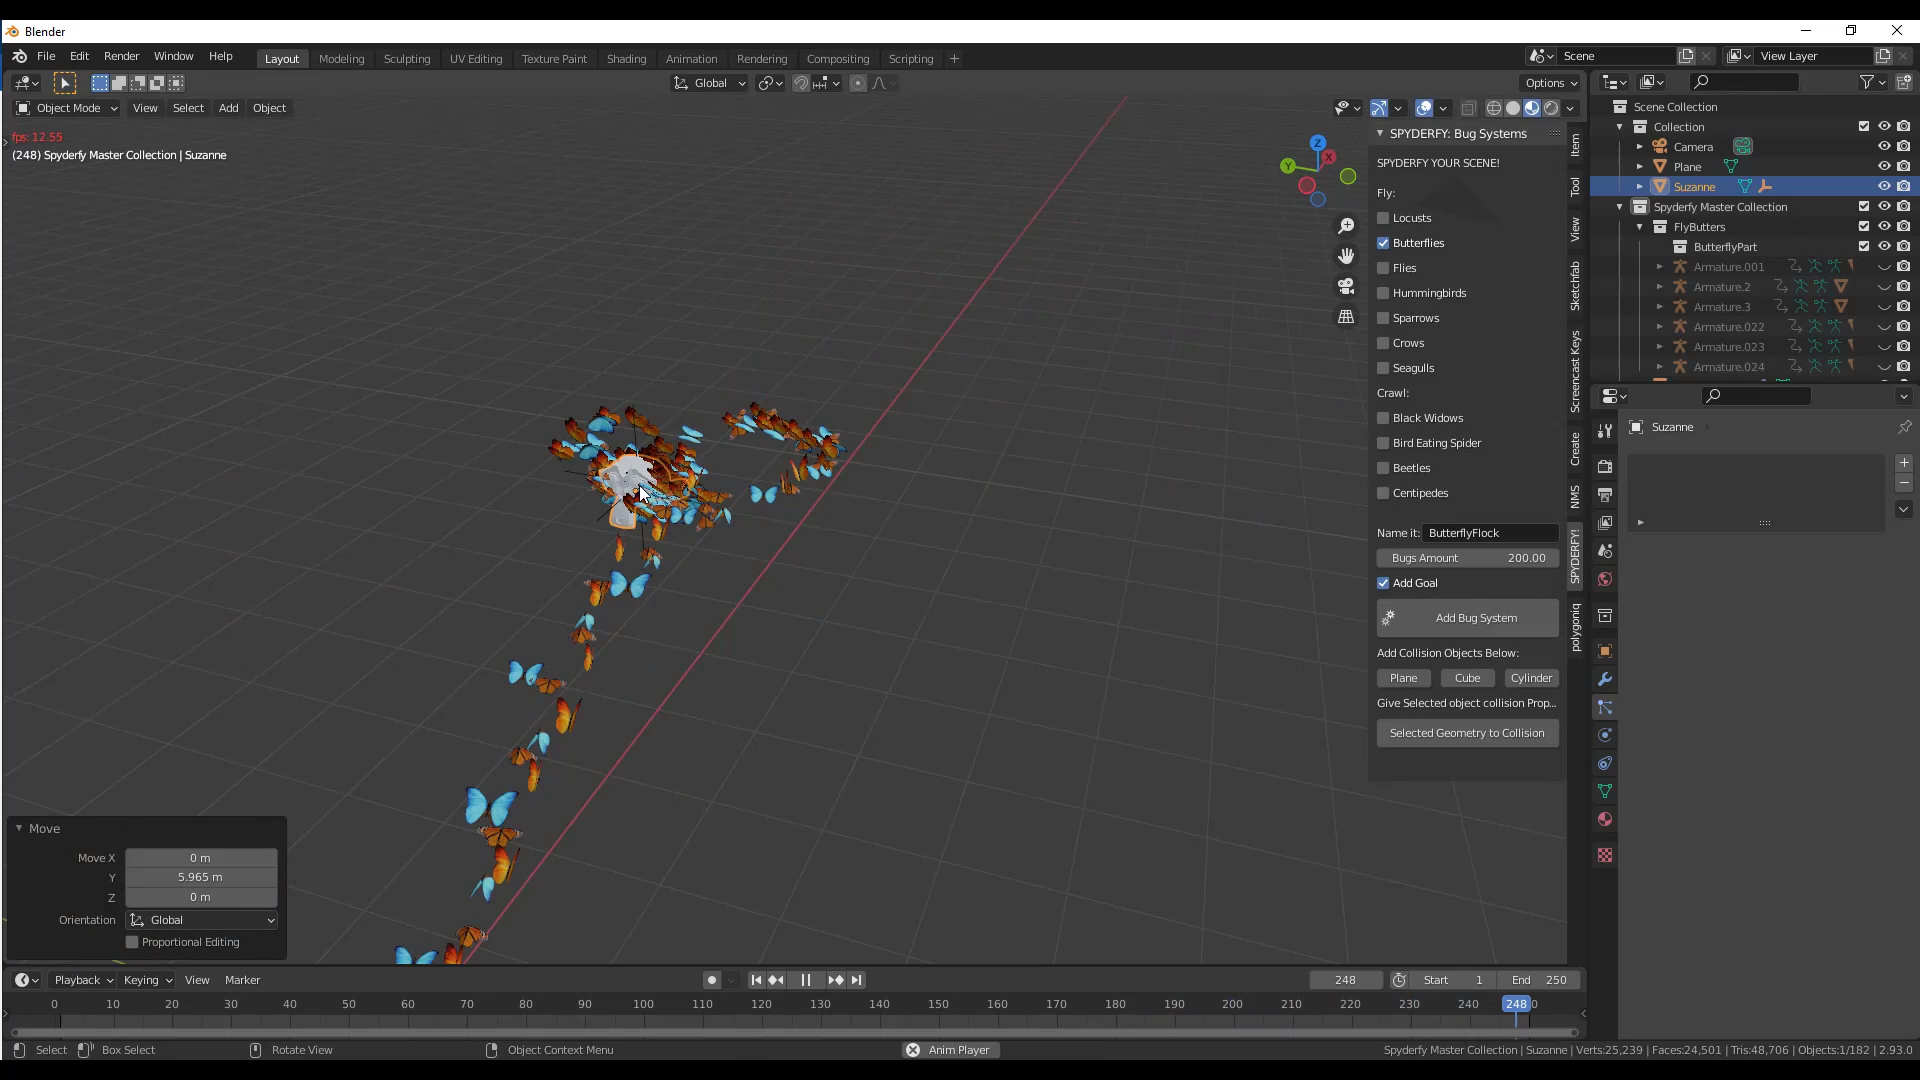 Blender
File Edit Render Window Help
Layout Modeling Sculpting UV Editing Texture Paint Shading Animation Rendering Compositing Scripting +
Scene
View Layer
Global
Options
Object Mode View Select Add Object
fps: 12.55
(248) Spyderfy Master Collection | Suzanne
Z
X
Y
SPYDERFY: Bug Systems
SPYDERFY YOUR SCENE!
Fly:
Locusts
Butterflies
Flies
Hummingbirds
Sparrows
Crows
Seagulls
Crawl:
Black Widows
Bird Eating Spider
Beetles
Centipedes
Name it: ButterflyFlock
Bugs Amount 200.00
Add Goal
Add Bug System
Add Collision Objects Below:
Plane Cube Cylinder
Give Selected object collision Prop...
Selected Geometry to Collision
Item
Tool
View
Sketchfab
Screencast Keys
Create
NMS
SPYDERFY!
polygoniq
Scene Collection
Collection
Camera
Plane
Suzanne
Spyderfy Master Collection
FlyButters
ButterflyPart
Armature.001
Armature.2
Armature.3
Armature.022
Armature.023
Armature.024
Suzanne
Move
Move X 0 m
Y 5.965 m
Z 0 m
Orientation Global
Proportional Editing
Playback Keying View Marker
248 Start 1 End 250
0 10 20 30 40 50 60 70 80 90 100 110 120 130 140 150 160 170 180 190 200 210 220 230 240 248 0
Select Box Select Rotate View Object Context Menu Anim Player
Spyderfy Master Collection | Suzanne | Verts:25,239 | Faces:24,501 | Tris:48,706 | Objects:1/182 | 2.93.0